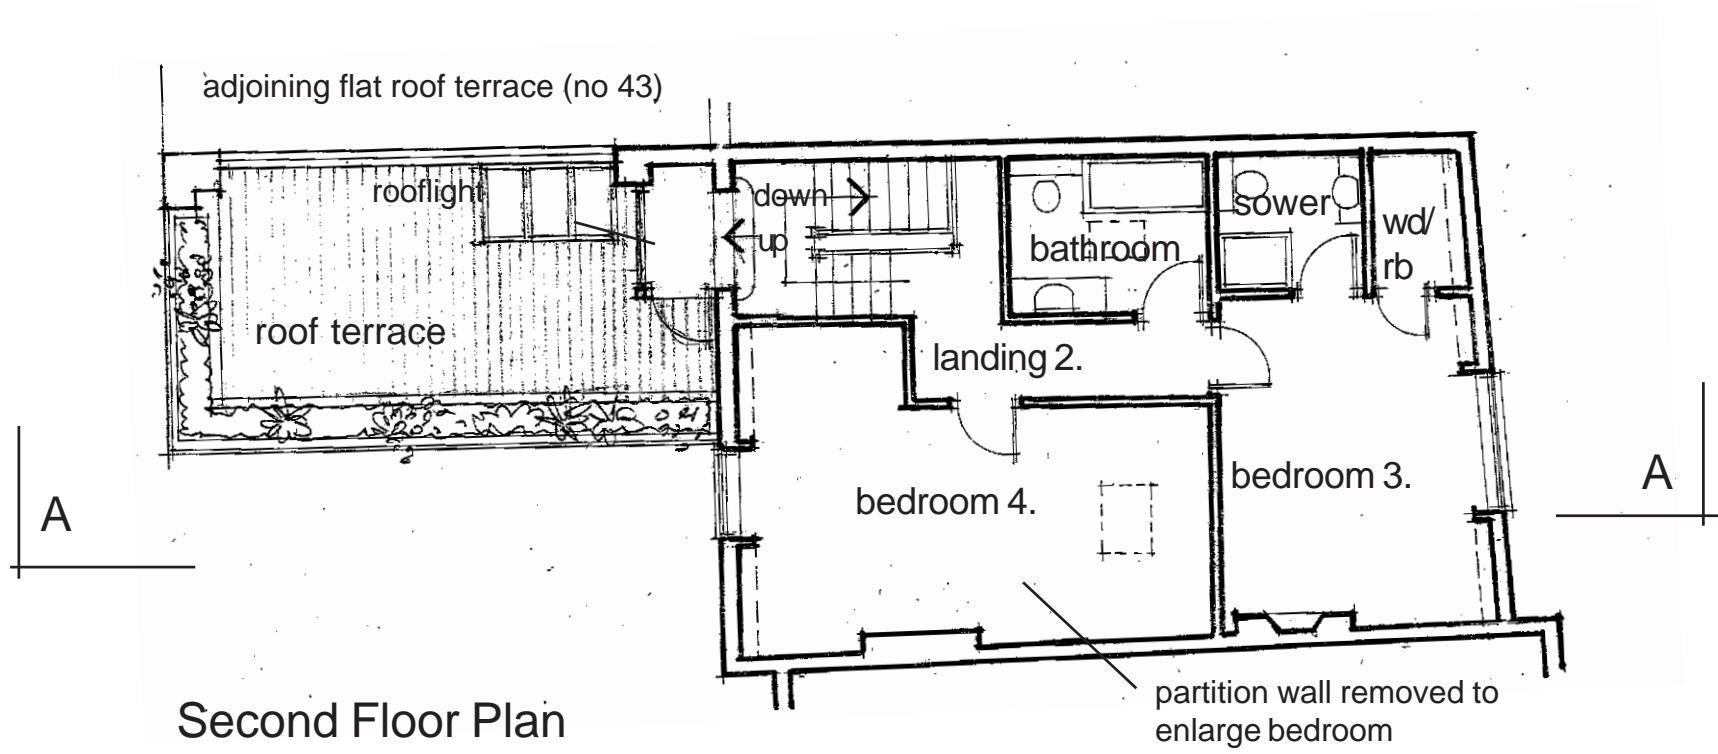 adjoining flat roof terrace (no 43)
rooflight
down
up
sower
wd/
rb
bathroom
roof terrace
landing 2.
bedroom 3.
bedroom 4.
A
A
partition wall removed to
enlarge bedroom
Second Floor Plan